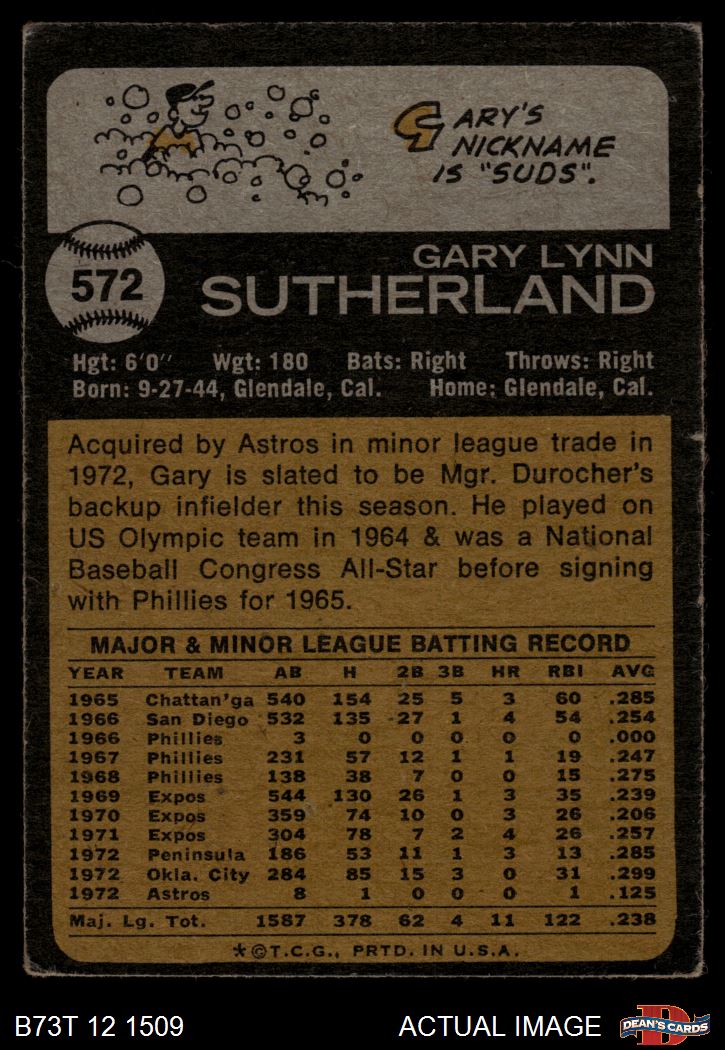 GARY'S
NICKNAME
IS "SUDS".
572
GARY LYNN
SUTHERLAND
Hgt: 6'0" Wgt: 180 Bats: Right Throws: Right
Born: 9-27-44, Glendale, Cal. Home: Glendale, Cal.
Acquired by Astros in minor league trade in
1972, Gary is slated to be Mgr. Durocher's
backup infielder this season. He played on
US Olympic team in 1964 & was a National
Baseball Congress All-Star before signing
with Phillies for 1965.
MAJOR & MINOR LEAGUE BATTING RECORD
YEAR TEAM AB H 2B 3B HR RBI AVG
1965 Chattan'ga 540 154 25 5 3 60 .285
1966 San Diego 532 135 27 1 4 54 .254
1966 Phillies 3 0 0 0 0 0 .000
1967 Phillies 231 57 12 1 1 19 .247
1968 Phillies 138 38 7 0 0 15 .275
1969 Expos 544 130 26 1 3 35 .239
1970 Expos 359 74 10 0 3 26 .206
1971 Expos 304 78 7 2 4 26 .257
1972 Peninsula 186 53 11 1 3 13 .285
1972 Okla. City 284 85 15 3 0 31 .299
1972 Astros 8 1 0 0 0 1 .125
Maj. Lg. Tot. 1587 378 62 4 11 122 .238
*©T.C.G., PRTD. IN U.S.A.
B73T 12 1509 ACTUAL IMAGE DEAN'S CARDS